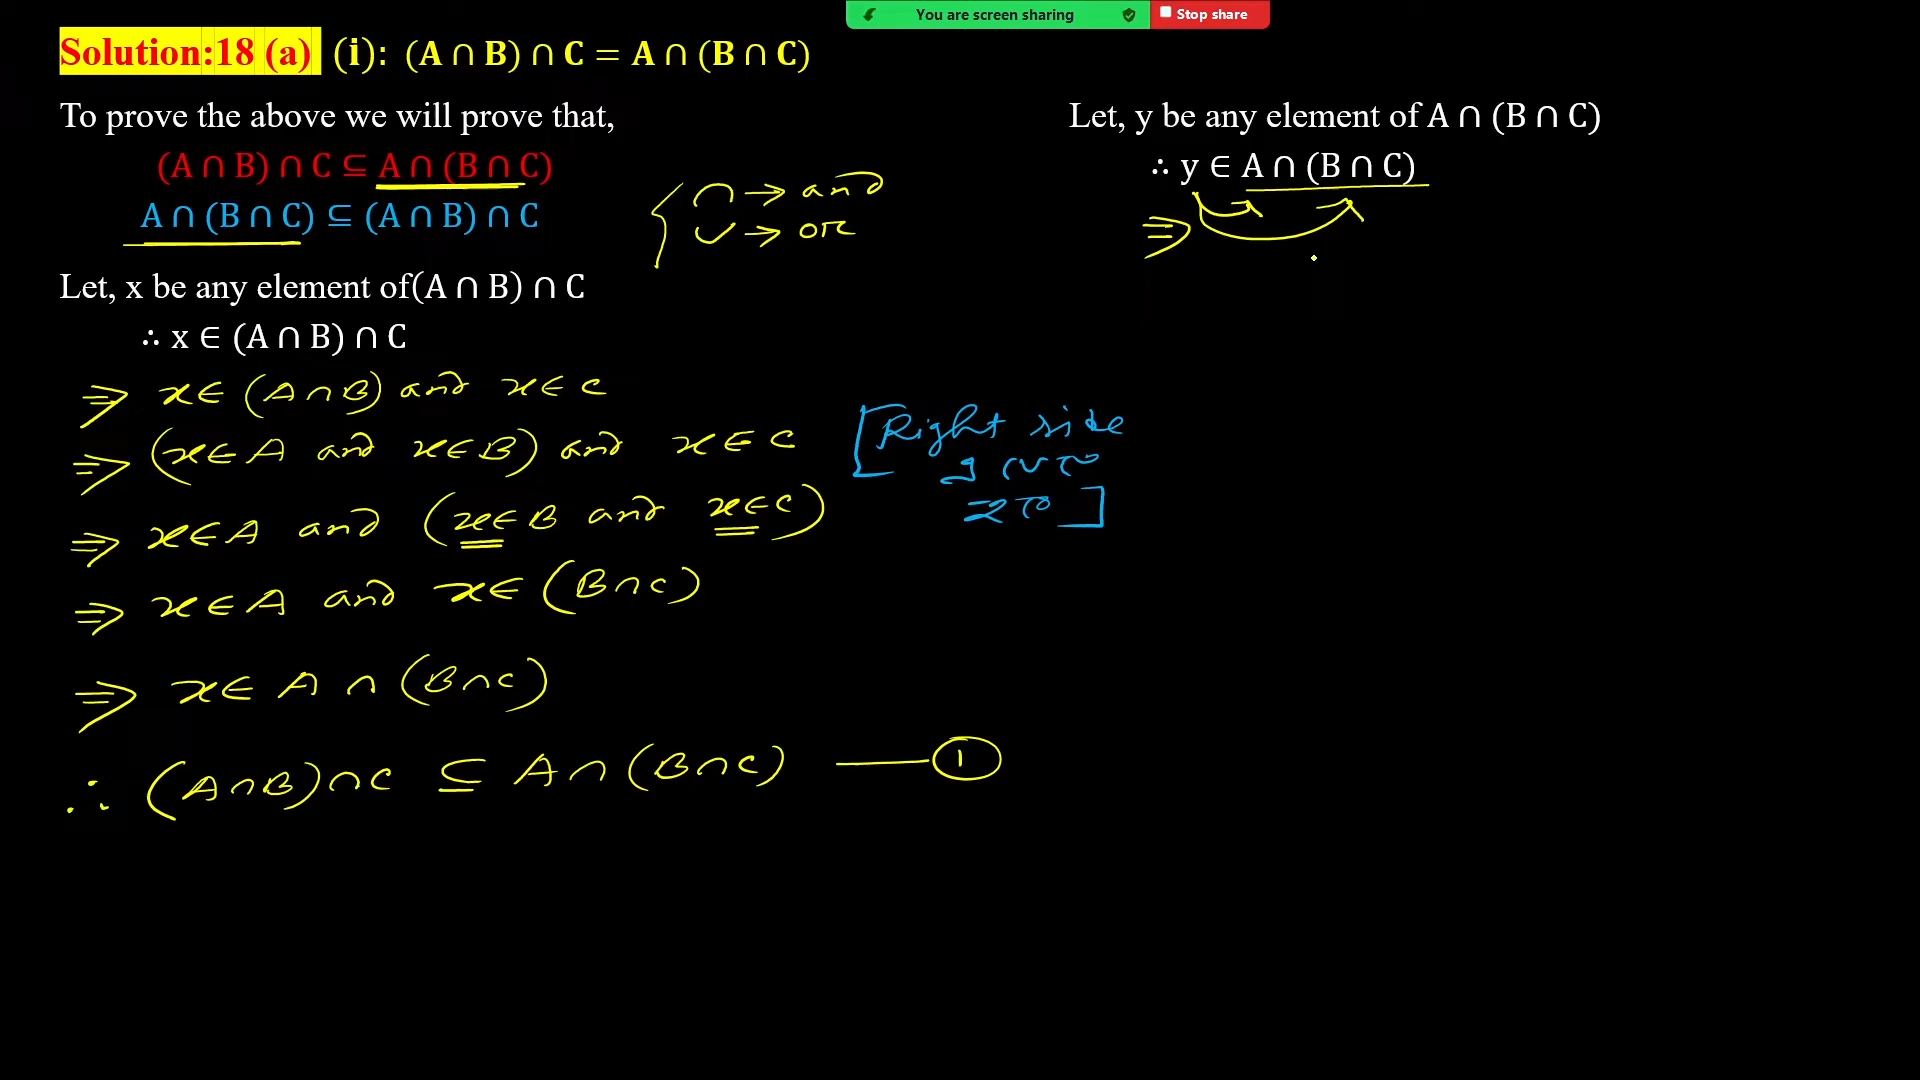 You are screen sharing
Stop share
Solution:18 (a) (i): (A ∩ B) ∩ C = A ∩ (B ∩ C)
To prove the above we will prove that,
(A ∩ B) ∩ C ⊆ A ∩ (B ∩ C)
A ∩ (B ∩ C) ⊆ (A ∩ B) ∩ C
∩ → and
∪ → or
Let, x be any element of(A ∩ B) ∩ C
∴ x ∈ (A ∩ B) ∩ C
⇒ x ∈ (A ∩ B) and x ∈ C
⇒ (x ∈ A and x ∈ B) and x ∈ C
[Right side
⇒ x ∈ A and (x ∈ B and x ∈ C)
⇒ x ∈ A and x ∈ (B ∩ C)
⇒ x ∈ A ∩ (B ∩ C)
∴ (A ∩ B) ∩ C ⊆ A ∩ (B ∩ C) — 1
Let, y be any element of A ∩ (B ∩ C)
∴ y ∈ A ∩ (B ∩ C)
⇒